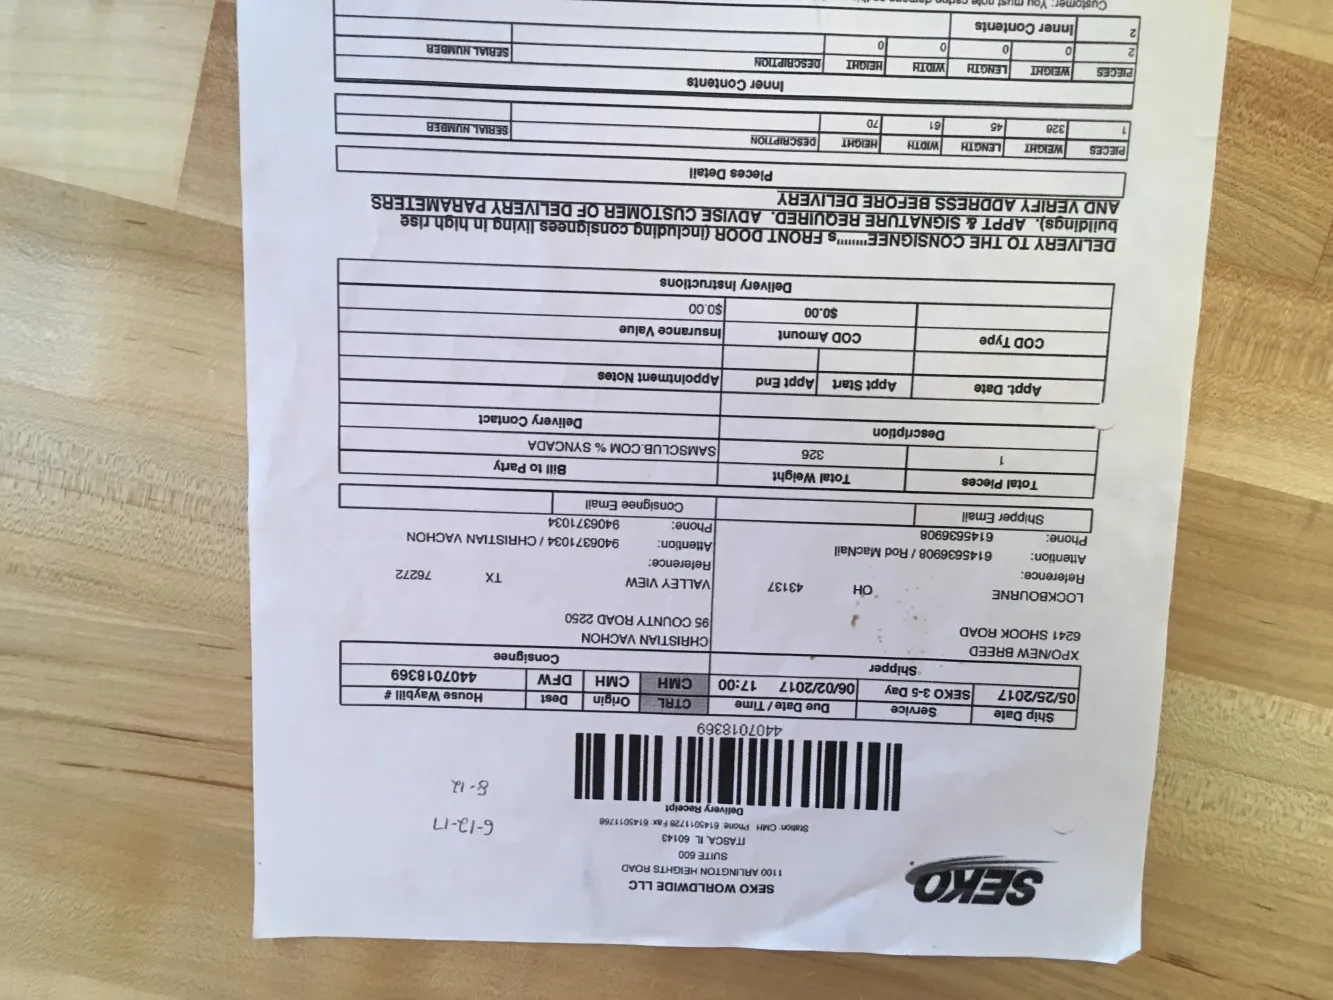 SEKO
SEKO WORLDWIDE LLC
1100 ARLINGTON HEIGHTS ROAD
SUITE 600
ITASCA, IL 60143
Station: CMH Phone: 6145011728 Fax: 6145011768
Delivery Receipt
6-12-17
8-12
4407018369
Ship Date Service Due Date / Time CTRL Origin Dest House Waybill #
05/25/2017 SEKO 3-5 Day 06/02/2017 17:00 CMH CMH DFW 4407018369
Shipper Consignee
XPO/NEW BREED CHRISTIAN VACHON
6241 SHOOK ROAD 95 COUNTY ROAD 2250
LOCKBOURNE OH 43137 VALLEY VIEW TX 76272
Reference: Reference:
Attention: 6145636908 / Rod MacNail Attention: 9406371034 / CHRISTIAN VACHON
Phone: 6145636908 Phone: 9406371034
Shipper Email Consignee Email
Total Pieces Total Weight Bill to Party
1 326 SAMSCLUB.COM % SYNCADA
Description Delivery Contact
Appt. Date Appt Start Appt End Appointment Notes
COD Type COD Amount Insurance Value
$0.00 $0.00
Delivery Instructions
DELIVERY TO THE CONSIGNEE''''''''s FRONT DOOR (including consignees living in high rise
buildings). APPT & SIGNATURE REQUIRED. ADVISE CUSTOMER OF DELIVERY PARAMETERS
AND VERIFY ADDRESS BEFORE DELIVERY
Pieces Detail
PIECES WEIGHT LENGTH WIDTH HEIGHT DESCRIPTION SERIAL NUMBER
1 326 45 61 70
Inner Contents
PIECES WEIGHT LENGTH WIDTH HEIGHT DESCRIPTION SERIAL NUMBER
2 0 0 0 0
2 Inner Contents
Customer: You must note carton damage